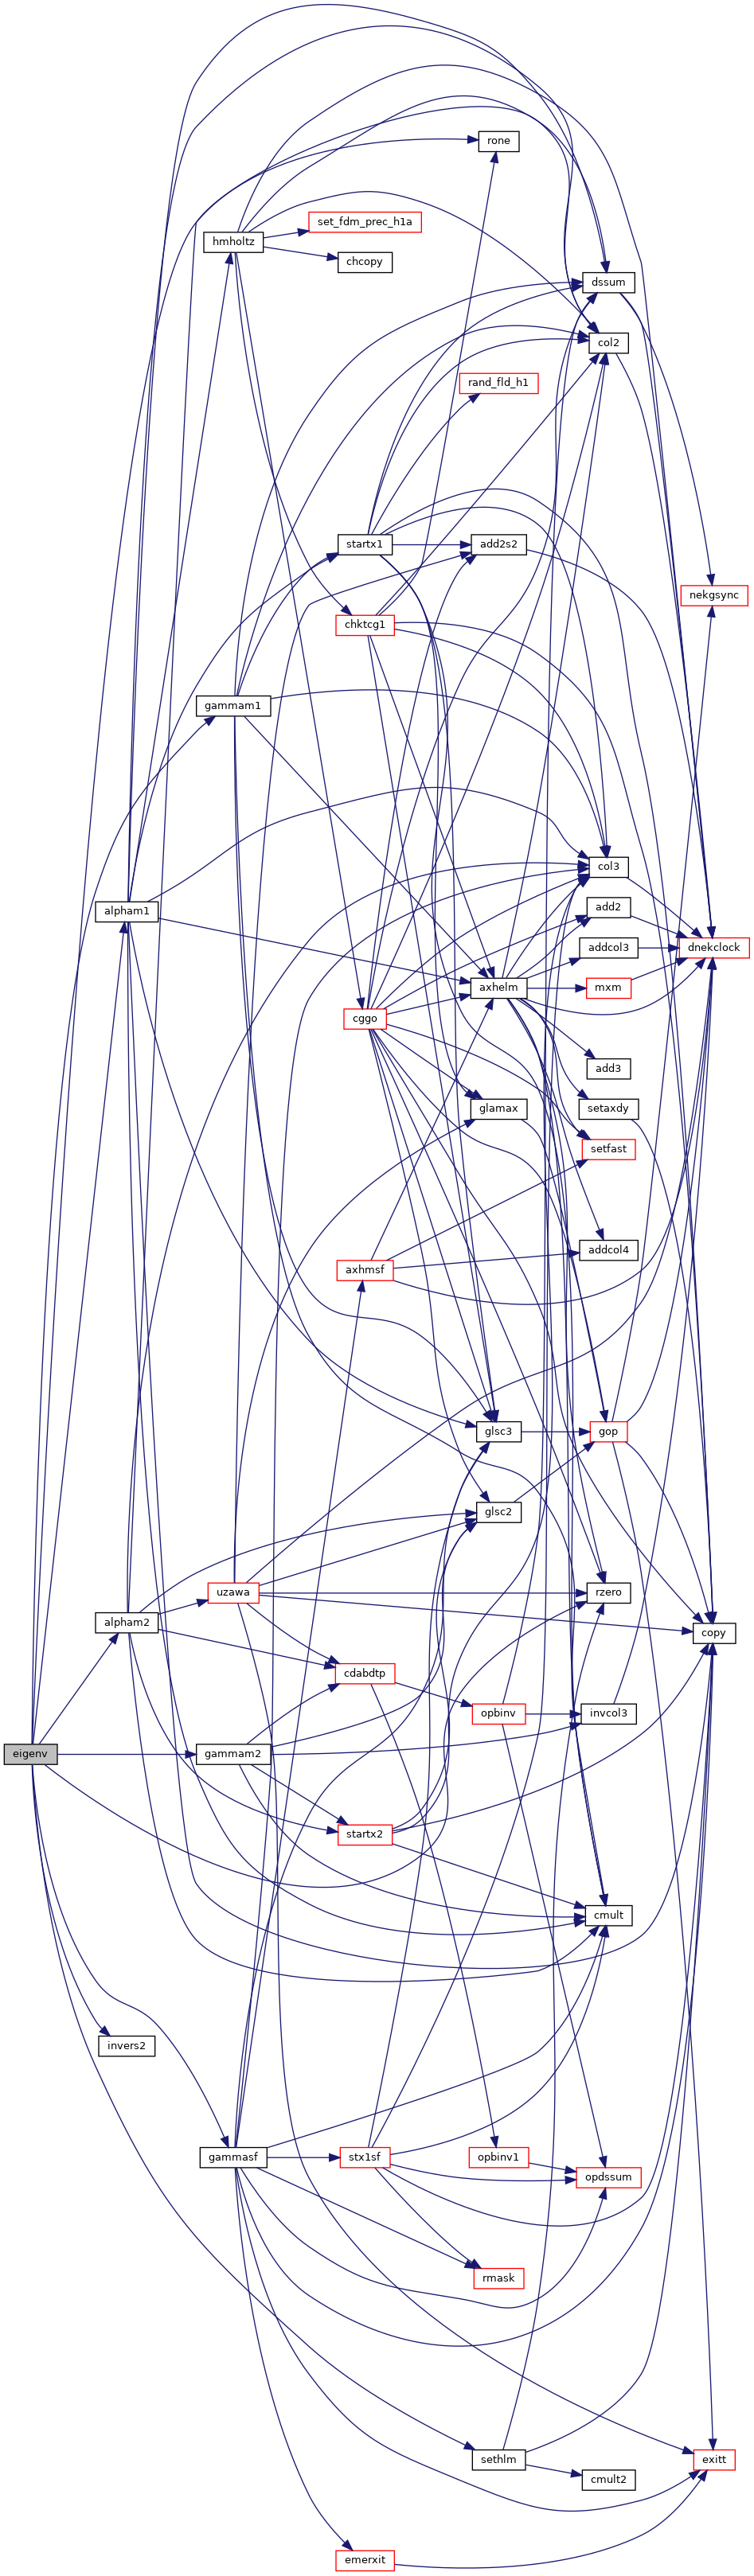 rone
set_fdm_prec_h1a
hmholtz
chcopy
dssum
col2
rand_fld_h1
startx1
add2s2
nekgsync
chktcg1
gammam1
col3
alpham1
add2
addcol3
dnekclock
axhelm
mxm
cggo
add3
glamax
setaxdy
setfast
addcol4
axhmsf
glsc3
gop
glsc2
uzawa
rzero
alpham2
copy
cdabdtp
opbinv
invcol3
eigenv
gammam2
startx2
cmult
invers2
gammasf
stx1sf
opbinv1
opdssum
rmask
sethlm
exitt
cmult2
emerxit